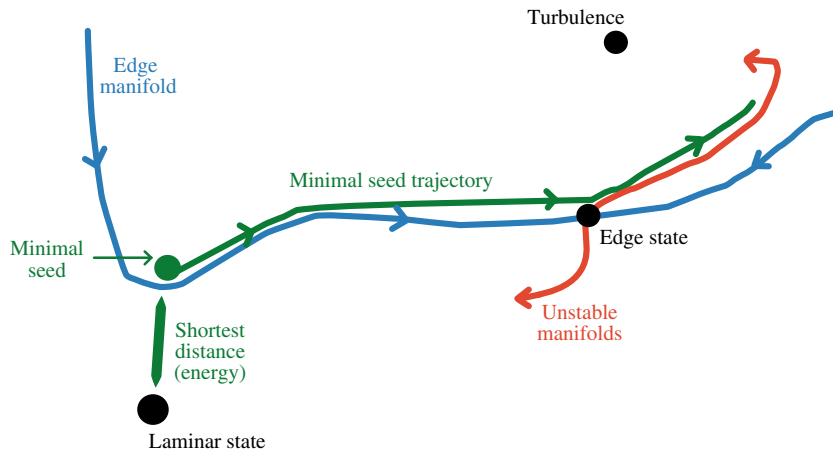 Turbulence
Edge
manifold
Minimal seed trajectory
Minimal
seed
Edge state
Unstable
manifolds
Shortest
distance
(energy)
Laminar state